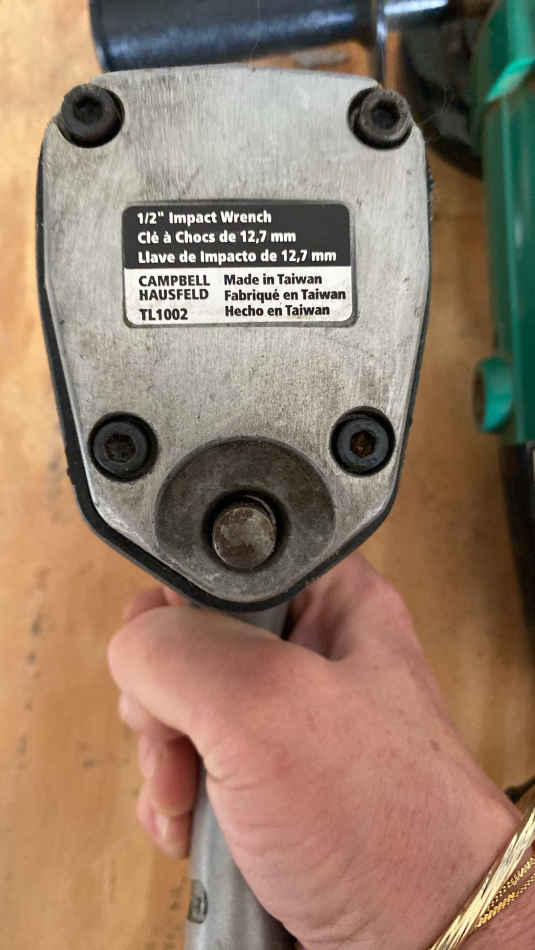 1/2" Impact Wrench
Clé à Chocs de 12,7 mm
Llave de Impacto de 12,7 mm
CAMPBELL Made in Taiwan
HAUSFELD Fabriqué en Taiwan
TL1002 Hecho en Taiwan